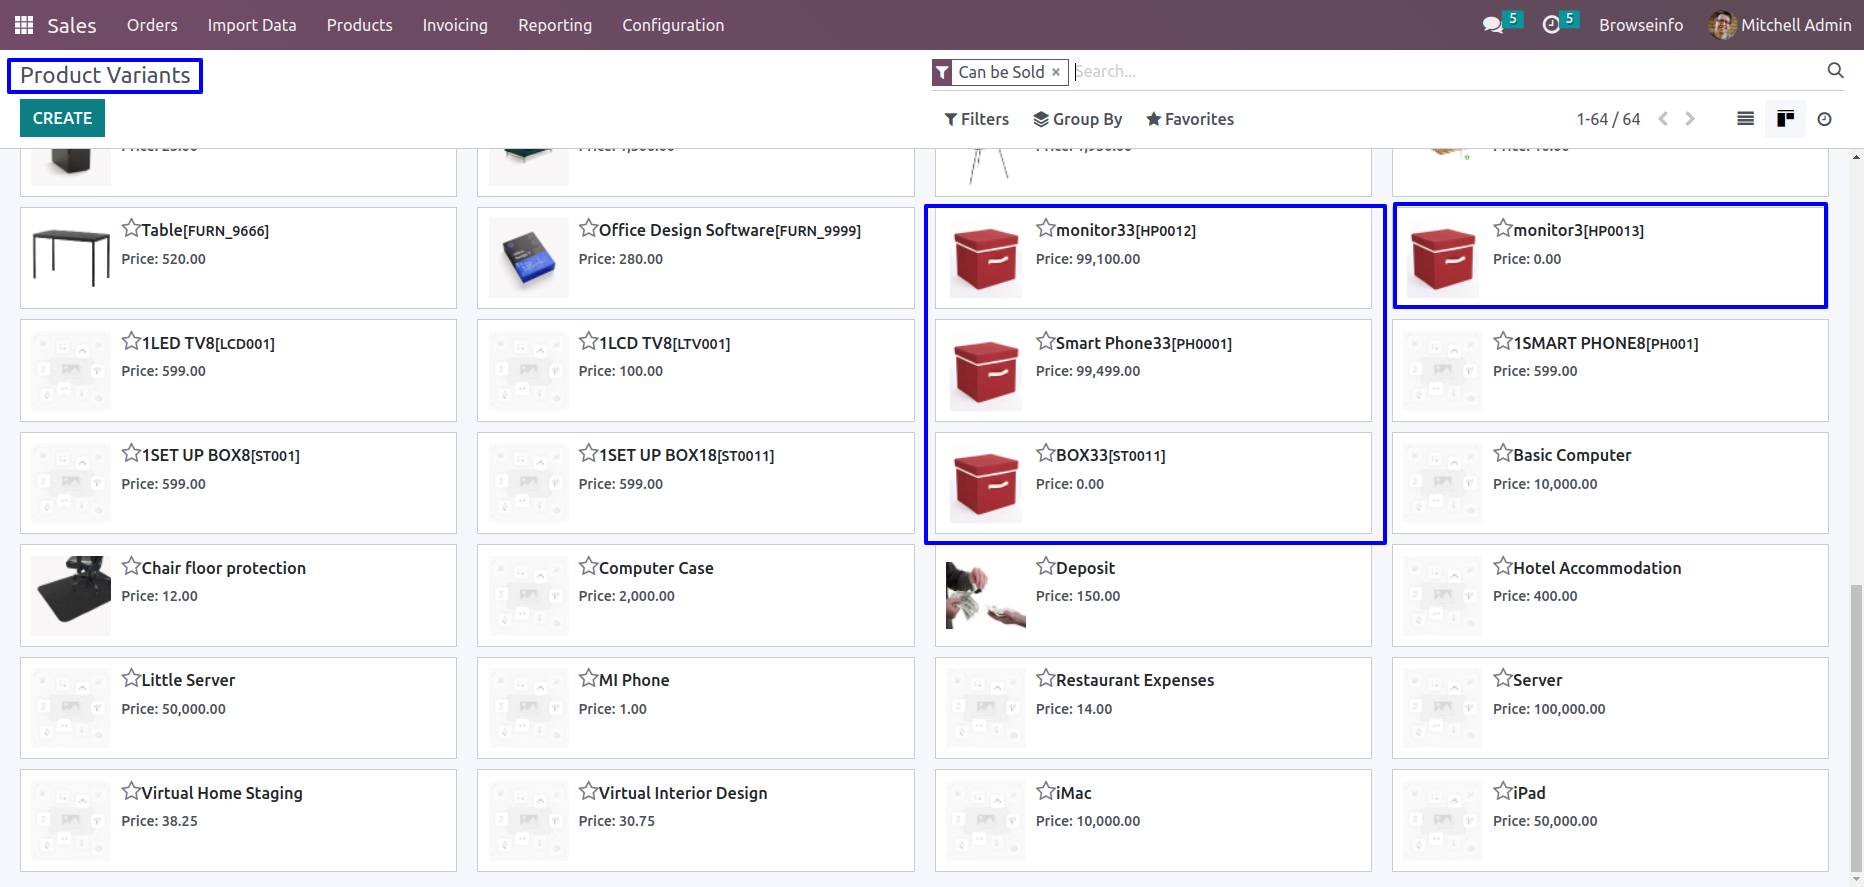 Sales Orders Import Data Products Invoicing Reporting Configuration 5 5 Browseinfo Mitchell Admin
Product Variants
Can be Sold × Search...
CREATE
Filters Group By Favorites 1-64 / 64
Table[FURN_9666]
Price: 520.00
Office Design Software[FURN_9999]
Price: 280.00
monitor33[HP0012]
Price: 99,100.00
monitor3[HP0013]
Price: 0.00
1LED TV8[LCD001]
Price: 599.00
1LCD TV8[LTV001]
Price: 100.00
Smart Phone33[PH0001]
Price: 99,499.00
1SMART PHONE8[PH001]
Price: 599.00
1SET UP BOX8[ST001]
Price: 599.00
1SET UP BOX18[ST0011]
Price: 599.00
BOX33[ST0011]
Price: 0.00
Basic Computer
Price: 10,000.00
Chair floor protection
Price: 12.00
Computer Case
Price: 2,000.00
Deposit
Price: 150.00
Hotel Accommodation
Price: 400.00
Little Server
Price: 50,000.00
MI Phone
Price: 1.00
Restaurant Expenses
Price: 14.00
Server
Price: 100,000.00
Virtual Home Staging
Price: 38.25
Virtual Interior Design
Price: 30.75
iMac
Price: 10,000.00
iPad
Price: 50,000.00